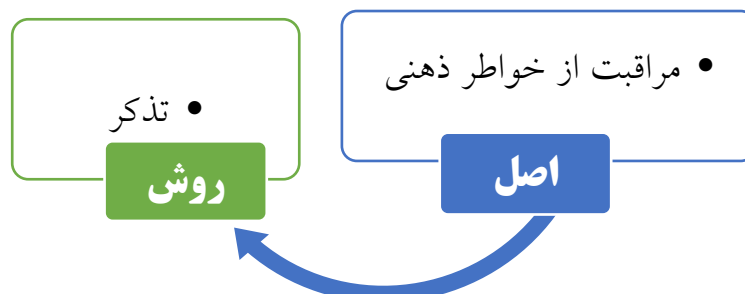 • مراقبت از خواطر ذهنی
اصل
• تذکر
روش